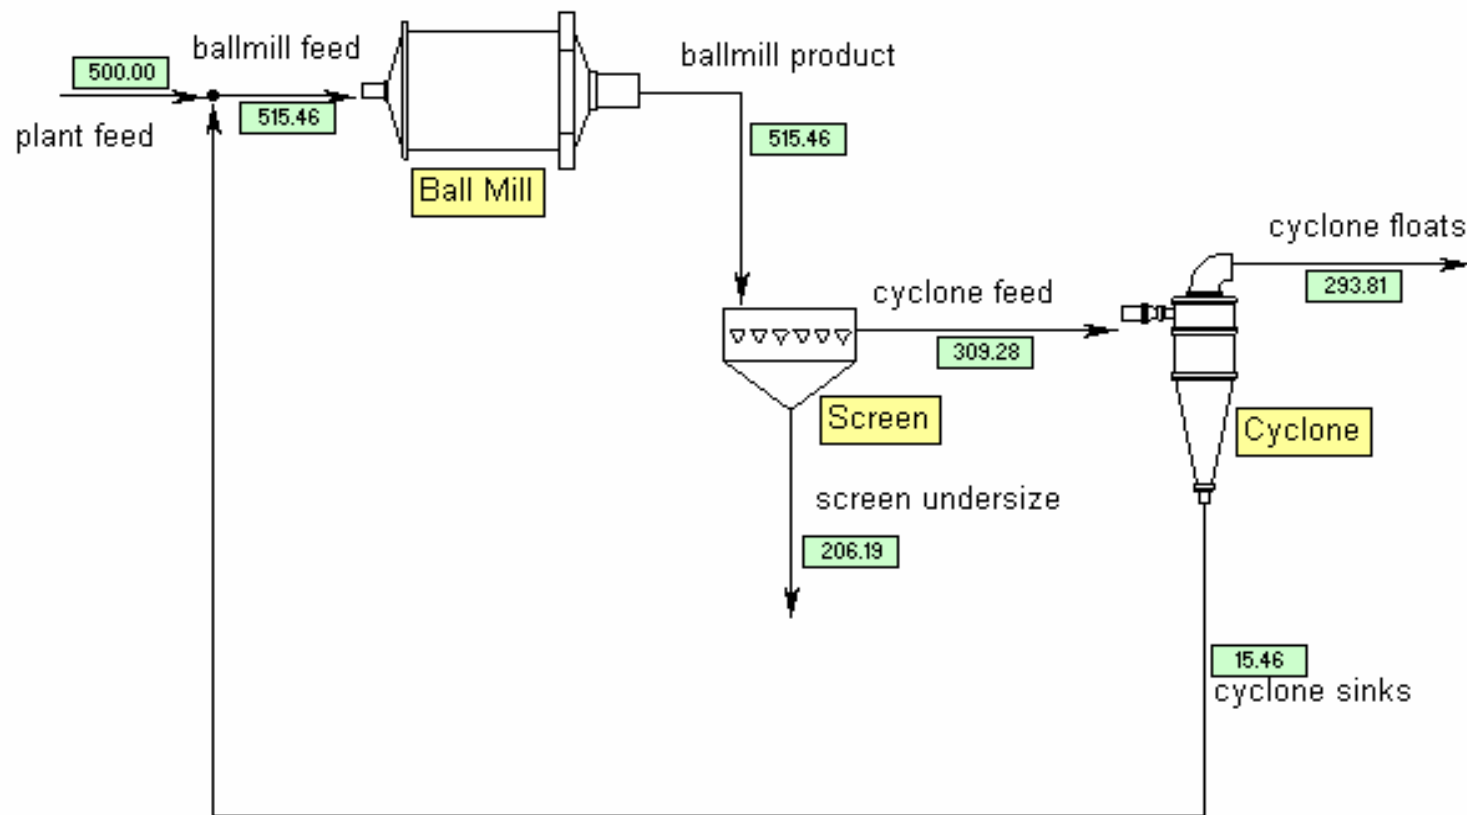 ballmill feed
ballmill product
500.00
515.46
plant feed
515.46
Ball Mill
cyclone floats
293.81
cyclone feed
309.28
Screen
Cyclone
screen undersize
206.19
15.46
cyclone sinks